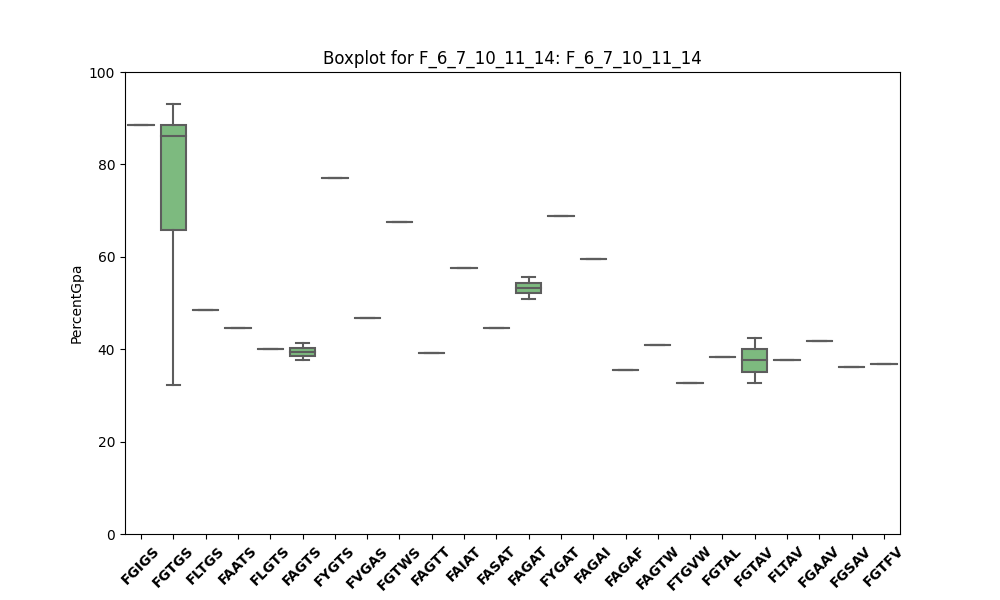 Boxplot for F_6_7_10_11_14: F_6_7_10_11_14
100
80
60
40
20
0
PercentGpa
FGIGS
FGTGS
FLTGS
FAATS
FLGTS
FAGTS
FYGTS
FVGAS
FGTWS
FAGTT
FAIAT
FASAT
FAGAT
FYGAT
FAGAI
FAGAF
FAGTW
FTGVW
FGTAL
FGTAV
FLTAV
FGAAV
FGSAV
FGTFV